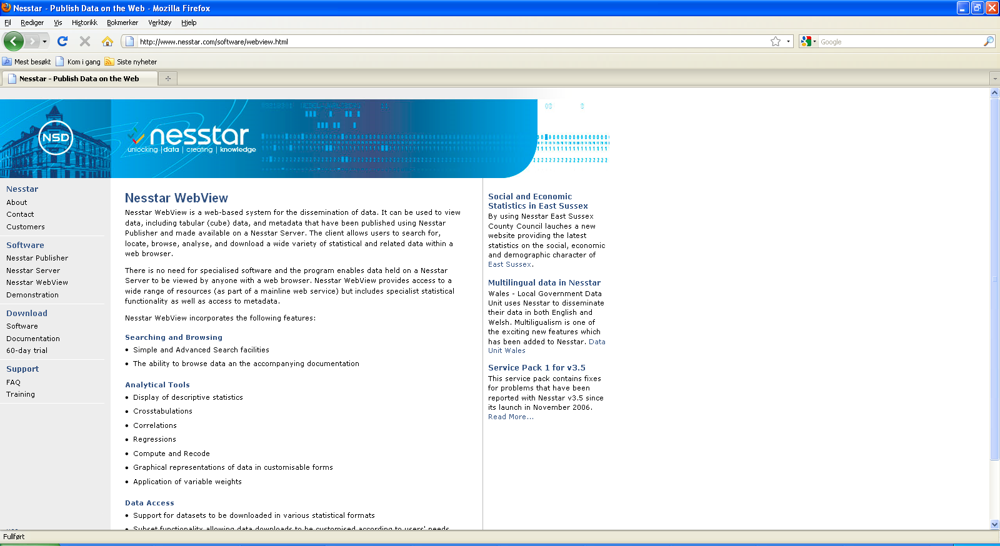 Nesstar - Publish Data on the Web - Mozilla Firefox
Fil Rediger Vis Historikk Bokmerker Verktøy Hjelp
http://www.nesstar.com/software/webview.html
Google
Mest besøkt Kom i gang Siste nyheter
Nesstar - Publish Data on the Web
NSD
nesstar
unlocking | data | creating | knowledge
Nesstar
About
Contact
Customers
Software
Nesstar Publisher
Nesstar Server
Nesstar WebView
Demonstration
Download
Software
Documentation
60-day trial
Support
FAQ
Training
Nesstar WebView
Nesstar WebView is a web-based system for the dissemination of data. It can be used to view
data, including tabular (cube) data, and metadata that have been published using Nesstar
Publisher and made available on a Nesstar Server. The client allows users to search for,
locate, browse, analyse, and download a wide variety of statistical and related data within a
web browser.
There is no need for specialised software and the program enables data held on a Nesstar
Server to be viewed by anyone with a web browser. Nesstar WebView provides access to a
wide range of resources (as part of a mainline web service) but includes specialist statistical
functionality as well as access to metadata.
Nesstar WebView incorporates the following features:
Searching and Browsing
• Simple and Advanced Search facilities
• The ability to browse data an the accompanying documentation
Analytical Tools
• Display of descriptive statistics
• Crosstabulations
• Correlations
• Regressions
• Compute and Recode
• Graphical representations of data in customisable forms
• Application of variable weights
Data Access
• Support for datasets to be downloaded in various statistical formats
• Subset functionality allowing data downloads to be customised according to users' needs
Social and Economic
Statistics in East Sussex
By using Nesstar East Sussex
County Council lauches a new
website providing the latest
statistics on the social, economic
and demographic character of
East Sussex.
Multilingual data in Nesstar
Wales - Local Government Data
Unit uses Nesstar to disseminate
their data in both English and
Welsh. Multiligualism is one of
the exciting new features which
has been added to Nesstar. Data
Unit Wales
Service Pack 1 for v3.5
This service pack contains fixes
for problems that have been
reported with Nesstar v3.5 since
its launch in November 2006.
Read More...
Fullført